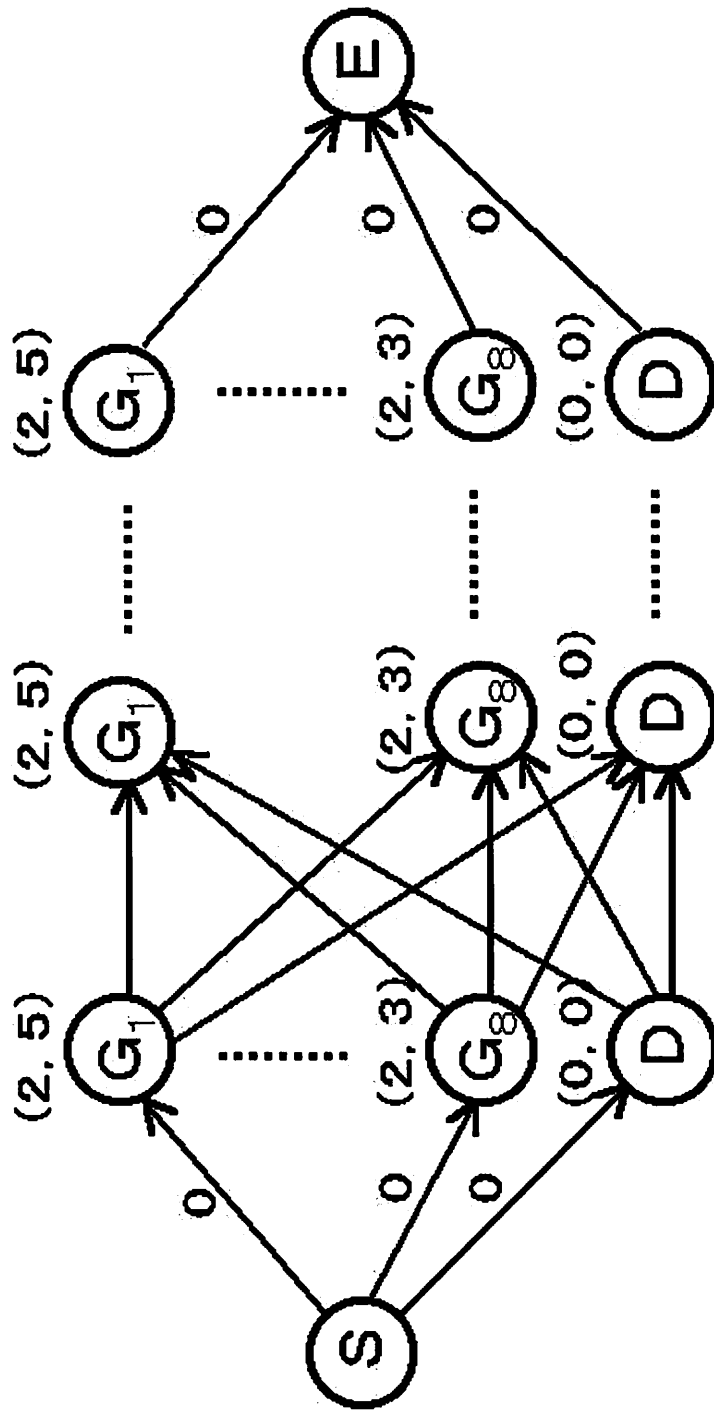 (2, 5) (2, 5) (2, 5)
G1 G1 G1
0 0
S E
0 (2, 3) (2, 3) (2, 3) 0
0 G8 G8 G8 0
(0, 0) (0, 0) (0, 0)
D D D